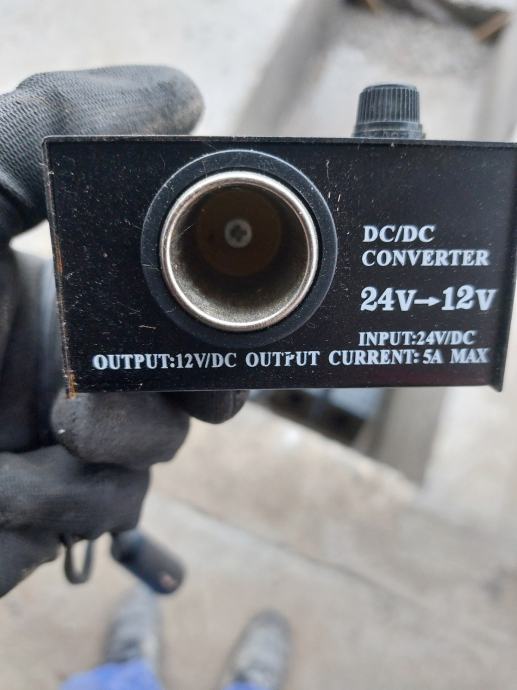 DC/DC
CONVERTER
24V→12V
INPUT:24V/DC
OUTPUT:12V/DC OUTPUT CURRENT: 5A MAX